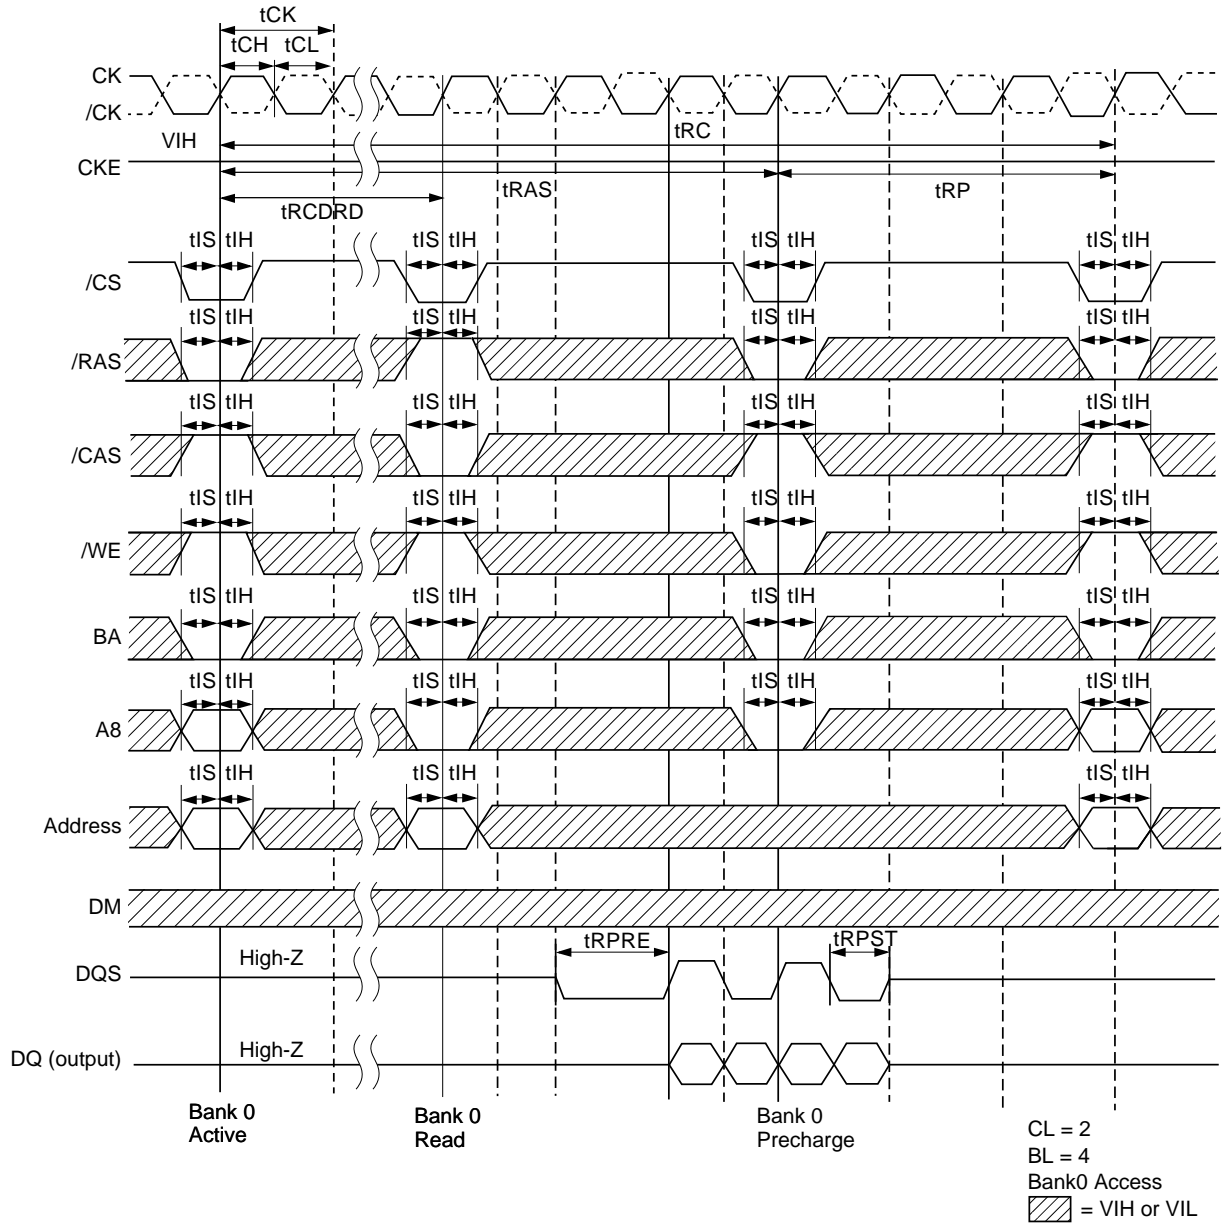 tCK
tCH tCL
CK
/CK
VIH
tRC
CKE
tRAS
tRP
tRCDRD
tIS tIH tIS tIH tIS tIH tIS tIH
/CS
tIS tIH tIS tIH tIS tIH tIS tIH
/RAS
tIS tIH tIS tIH tIS tIH tIS tIH
/CAS
tIS tIH tIS tIH tIS tIH tIS tIH
/WE
tIS tIH tIS tIH tIS tIH tIS tIH
BA
tIS tIH tIS tIH tIS tIH tIS tIH
A8
tIS tIH tIS tIH tIS tIH
Address
DM
tRPRE tRPST
High-Z
DQS
High-Z
DQ (output)
Bank 0
Active
Bank 0
Read
Bank 0
Precharge
CL = 2
BL = 4
Bank0 Access
= VIH or VIL